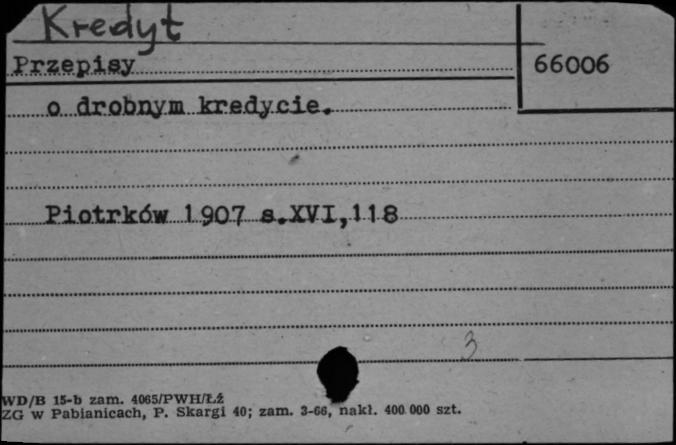 Kredyt
Przepisy
66006
o drobnym kredycie.
Piotrków 1907 s.XVI,118
3
WD/B 15-b zam. 4065/PWH/Łź
ZG w Pabianicach, P. Skargi 40; zam. 3-66, nakł. 400 000 szt.